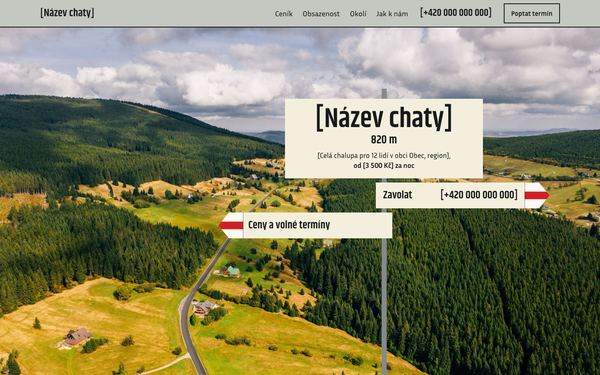 [Název chaty]
Ceník Obsazenost Okolí Jak k nám [+420 000 000 000] Poptat termín
[Název chaty]
820 m
[Celá chalupa pro 12 lidí v obci Obec, region],
od [3 500 Kč] za noc
Zavolat [+420 000 000 000]
Ceny a volné termíny